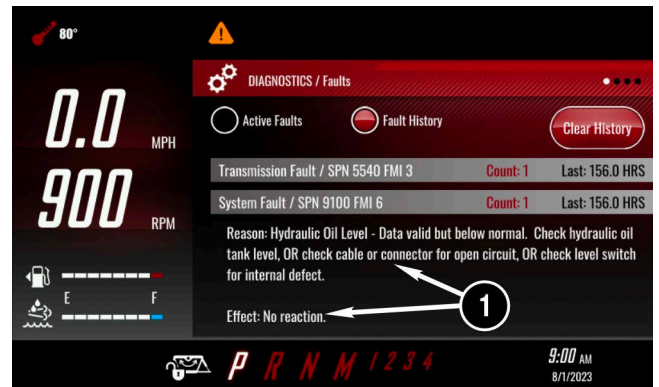 80°
DIAGNOSTICS / Faults
Active Faults
Fault History
Clear History
0.0 MPH
900 RPM
Transmission Fault / SPN 5540 FMI 3 Count: 1 Last: 156.0 HRS
System Fault / SPN 9100 FMI 6 Count: 1 Last: 156.0 HRS
Reason: Hydraulic Oil Level - Data valid but below normal. Check hydraulic oil
tank level, OR check cable or connector for open circuit, OR check level switch
for internal defect.
Effect: No reaction.
1
E F
P R N M 1 2 3 4
9:00 AM
8/1/2023